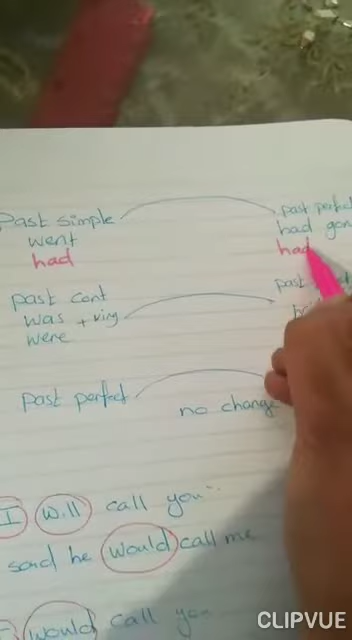 Past simple past perfect
went had gon
had had
past cont past
was + ving
were
past perfect no change
I will call you"
said he would call me
would call you
CLIPVUE